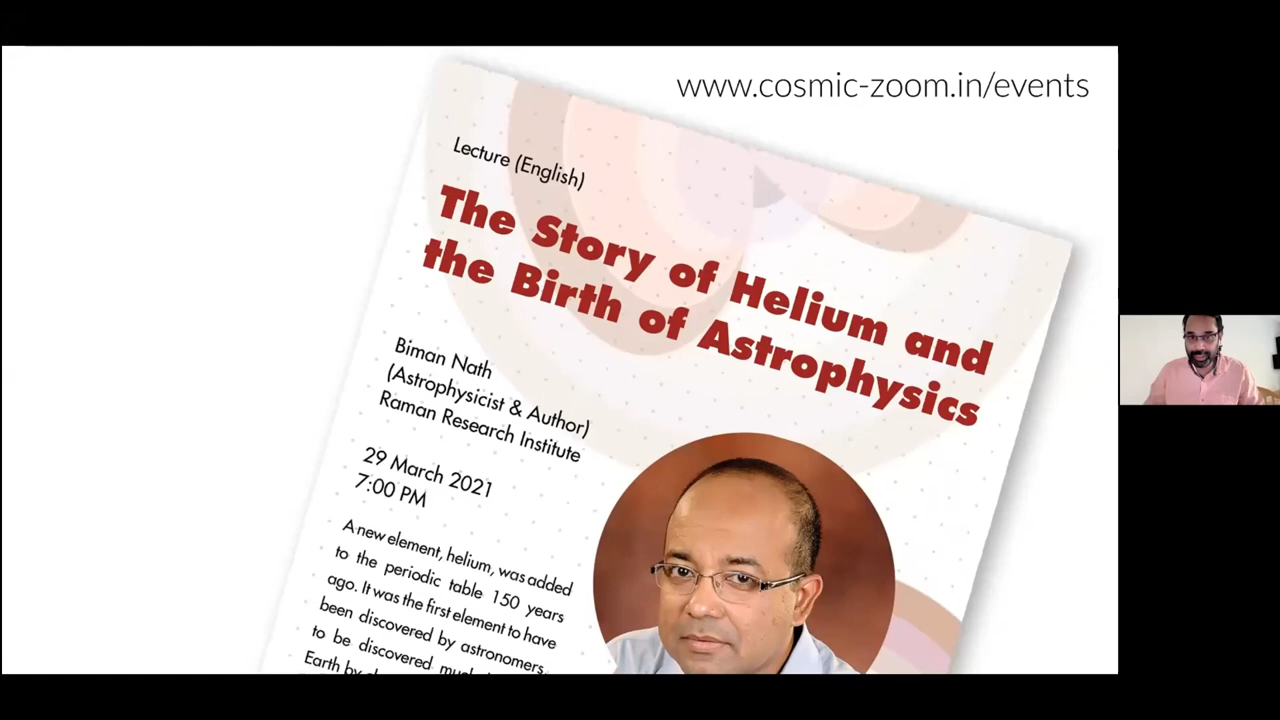 www.cosmic-zoom.in/events
Lecture (English)
The Story of Helium and
the Birth of Astrophysics
Biman Nath
(Astrophysicist & Author)
Raman Research Institute
29 March 2021
7:00 PM
A new element, helium, was added
to the periodic table 150 years
ago. It was the first element to have
been discovered by astronomers,
to be discovered
Earth by